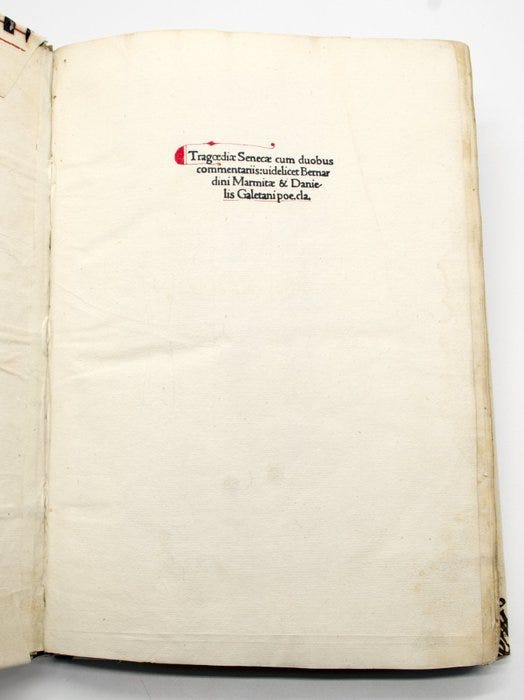 Tragœdiæ Senecæ cum duobus
commentariis:uidelicet Bernar
dini Marmitæ & Danie-
lis Galetani poe.cla.